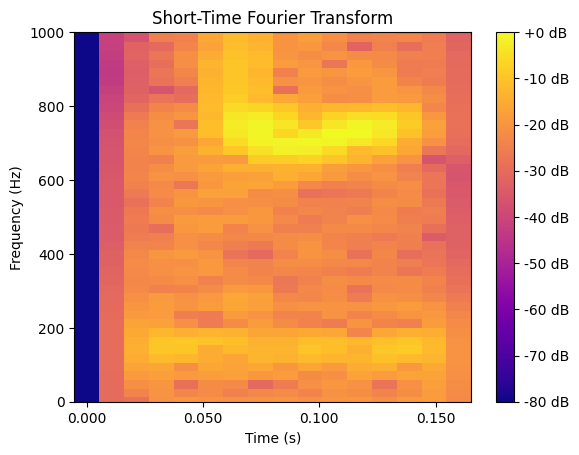 Short-Time Fourier Transform
Frequency (Hz)
1000
800
600
400
200
0
0.000
0.050
0.100
0.150
Time (s)
+0 dB
-10 dB
-20 dB
-30 dB
-40 dB
-50 dB
-60 dB
-70 dB
-80 dB